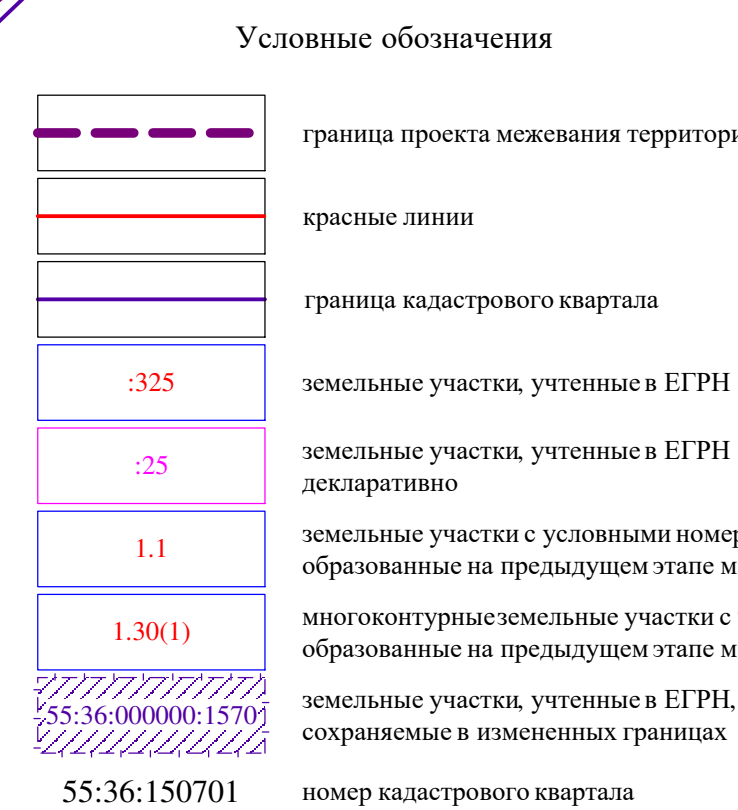 Условные обозначения
граница проекта межевания
красные линии
граница кадастрового квартала
:325 земельные участки, учтенные в ЕГРН
:25 земельные участки, учтенные в ЕГРН
декларативно
1.1 земельные участки с условными
образованные на предыдущем этапе
1.30(1) многоконтурные земельные участки с
образованные на предыдущем этапе
55:36:000000:1570 земельные участки, учтенные в ЕГРН,
сохраняемые в измененных границах
55:36:150701 номер кадастрового квартала